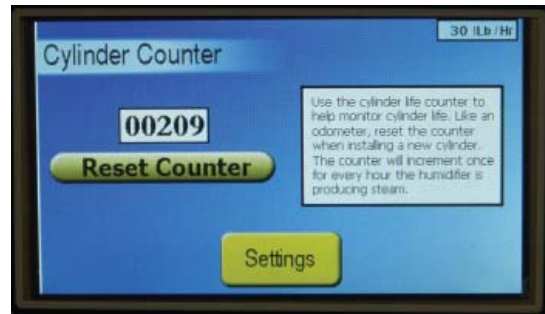 30 lLb/Hr
Cylinder Counter
00209
Reset Counter
Use the cylinder life counter to
help monitor cylinder life. Like an
odometer, reset the counter
when installing a new cylinder.
The counter will increment once
for every hour the humidifier is
producing steam.
Settings